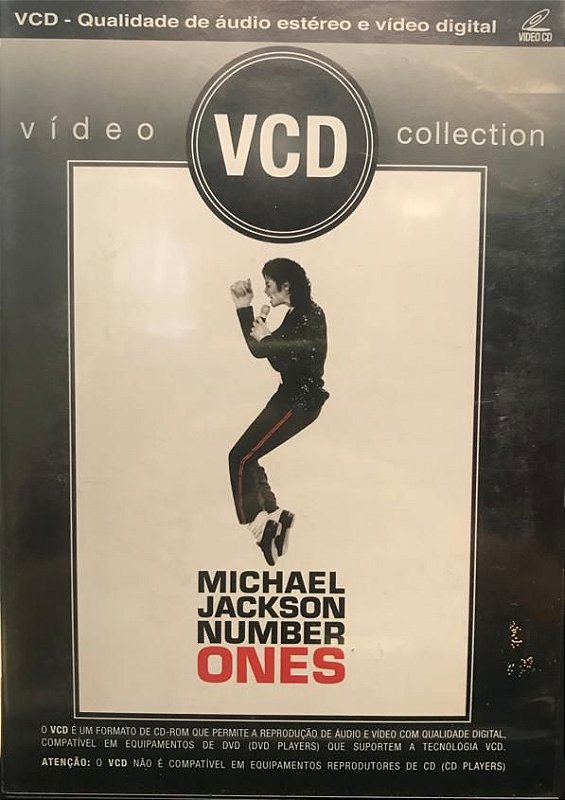 VCD - Qualidade de áudio estéreo e vídeo digital
VIDEO CD
vídeo VCD collection
MICHAEL
JACKSON
NUMBER
ONES
O VCD É UM FORMATO DE CD-ROM QUE PERMITE A REPRODUÇÃO DE ÁUDIO E VÍDEO COM QUALIDADE DIGITAL,
COMPATÍVEL EM EQUIPAMENTOS DE DVD (DVD PLAYERS) QUE SUPORTEM A TECNOLOGIA VCD.
ATENÇÃO: O VCD NÃO É COMPATÍVEL EM EQUIPAMENTOS REPRODUTORES DE CD (CD PLAYERS)